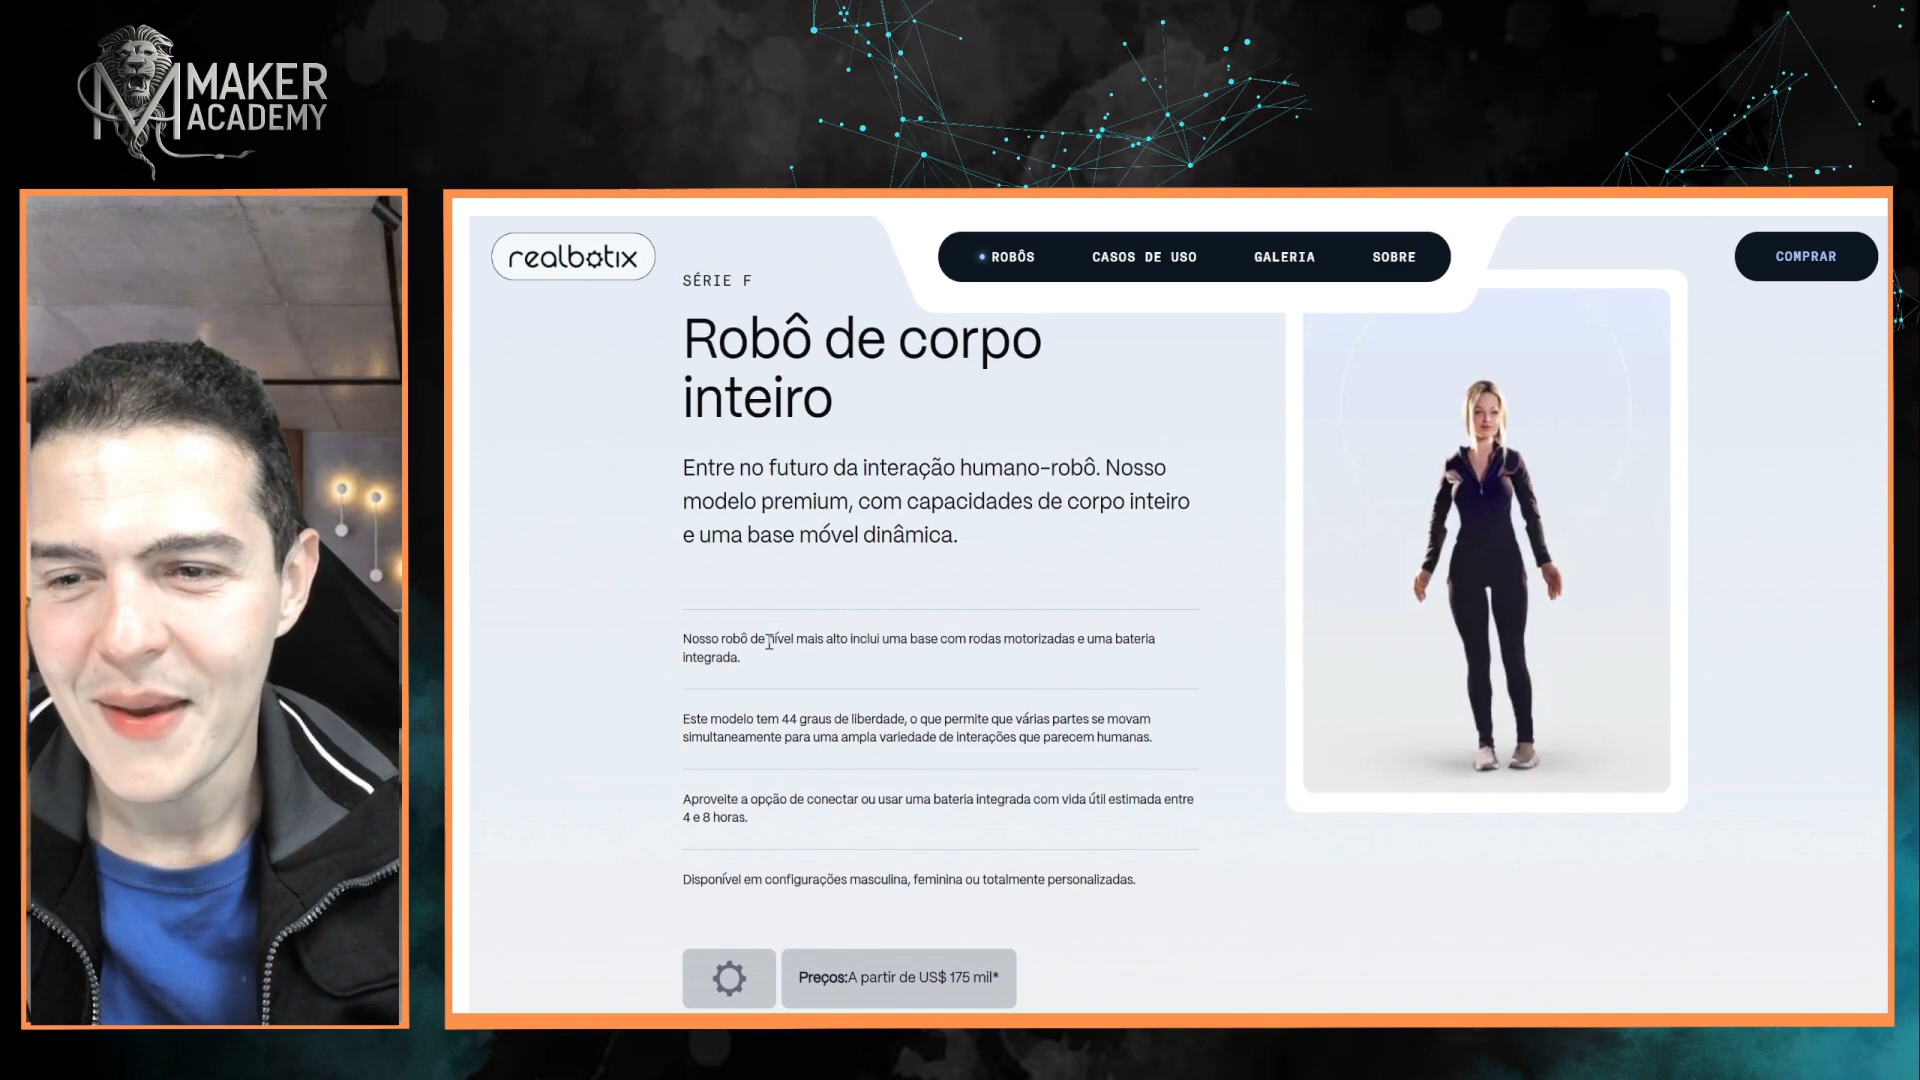 MAKER
ACADEMY
realbotix
ROBÔS
CASOS DE USO
GALERIA
SOBRE
COMPRAR
SÉRIE F
Robô de corpo
inteiro
Entre no futuro da interação humano-robô. Nosso
modelo premium, com capacidades de corpo inteiro
e uma base móvel dinâmica.
Nosso robô de nível mais alto inclui uma base com rodas motorizadas e uma bateria
integrada.
Este modelo tem 44 graus de liberdade, o que permite que várias partes se movam
simultaneamente para uma ampla variedade de interações que parecem humanas.
Aproveite a opção de conectar ou usar uma bateria integrada com vida útil estimada entre
4 e 8 horas.
Disponível em configurações masculina, feminina ou totalmente personalizadas.
Preços:A partir de US$ 175 mil*